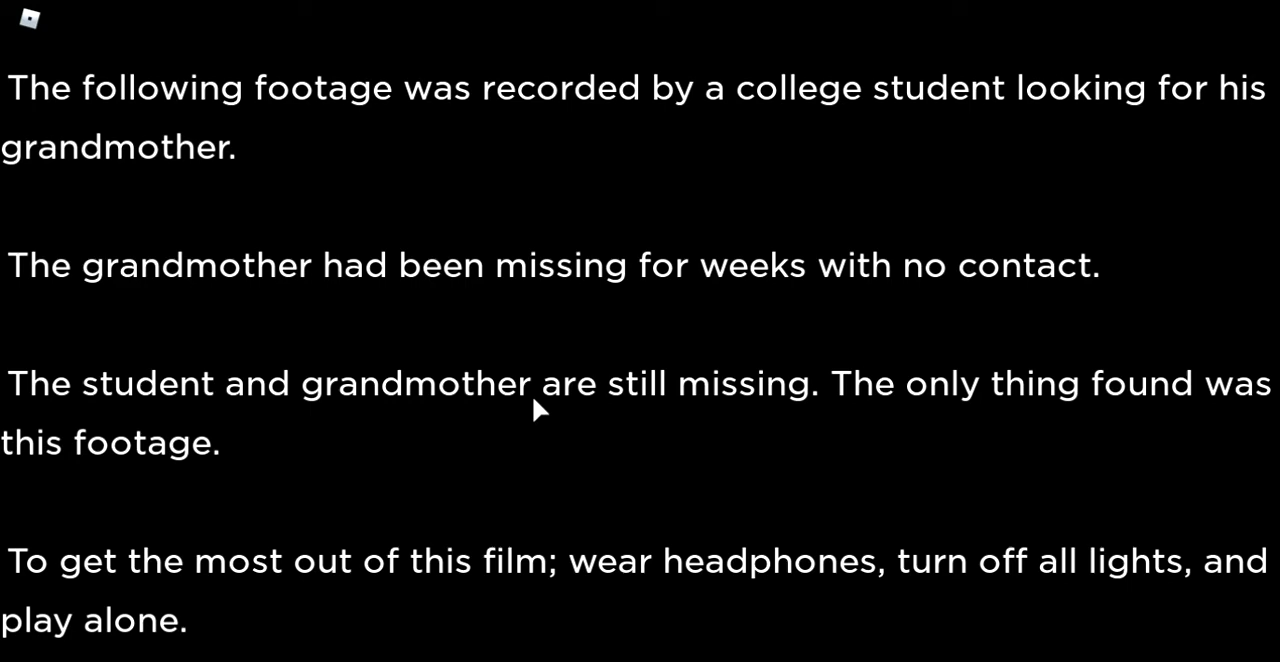 The following footage was recorded by a college student looking for his
grandmother.
The grandmother had been missing for weeks with no contact.
The student and grandmother are still missing. The only thing found was
this footage.
To get the most out of this film; wear headphones, turn off all lights, and
play alone.